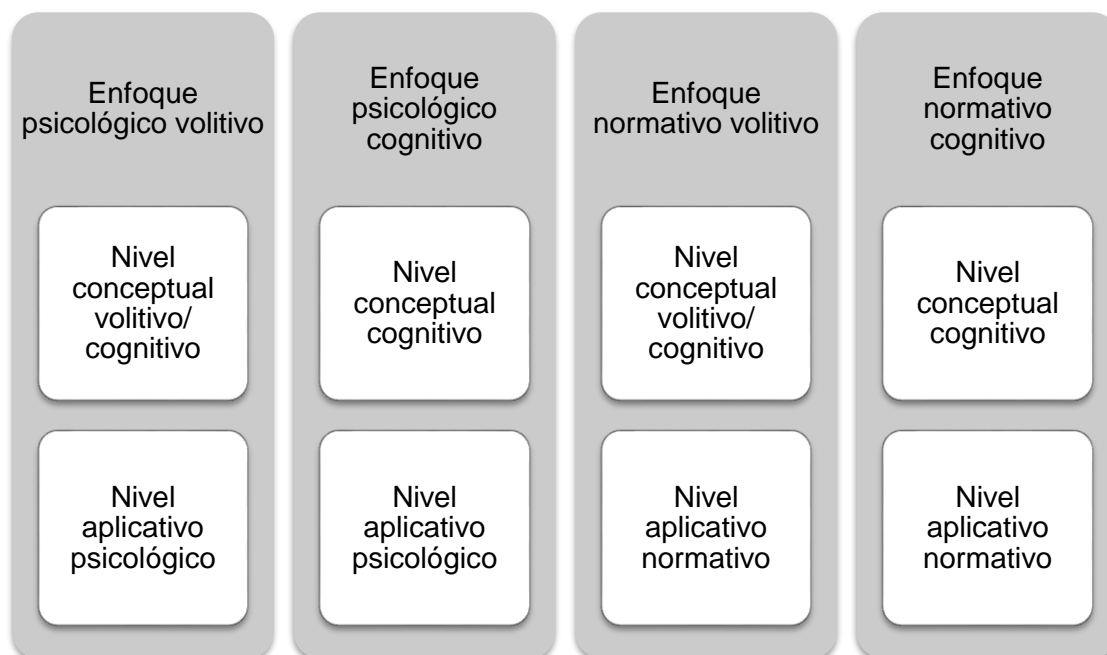 Enfoque
psicológico volitivo
Nivel
conceptual
volitivo/
cognitivo
Nivel
aplicativo
psicológico
Enfoque
psicológico
cognitivo
Nivel
conceptual
cognitivo
Nivel
aplicativo
psicológico
Enfoque
normativo volitivo
Nivel
conceptual
volitivo/
cognitivo
Nivel
aplicativo
normativo
Enfoque
normativo
cognitivo
Nivel
conceptual
cognitivo
Nivel
aplicativo
normativo